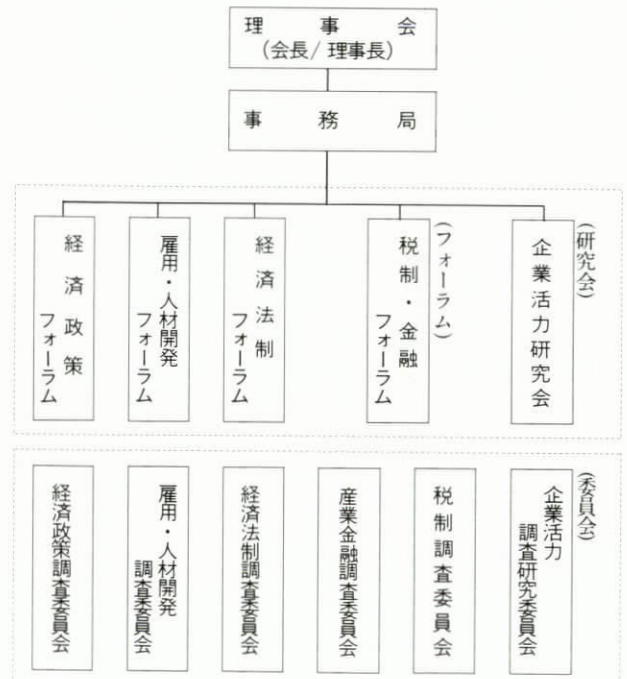 理事会
(会長/理事長)
事務局
(研究会)
企業活力研究会
(フォーラム)
税制・金融
フォーラム
経済法制
フォーラム
雇用・人材開発
フォーラム
経済政策
フォーラム
(委員会)
企業活力
調査研究委員会
税制調査委員会
産業金融調査委員会
経済法制調査委員会
雇用・人材開発
調査委員会
経済政策調査委員会